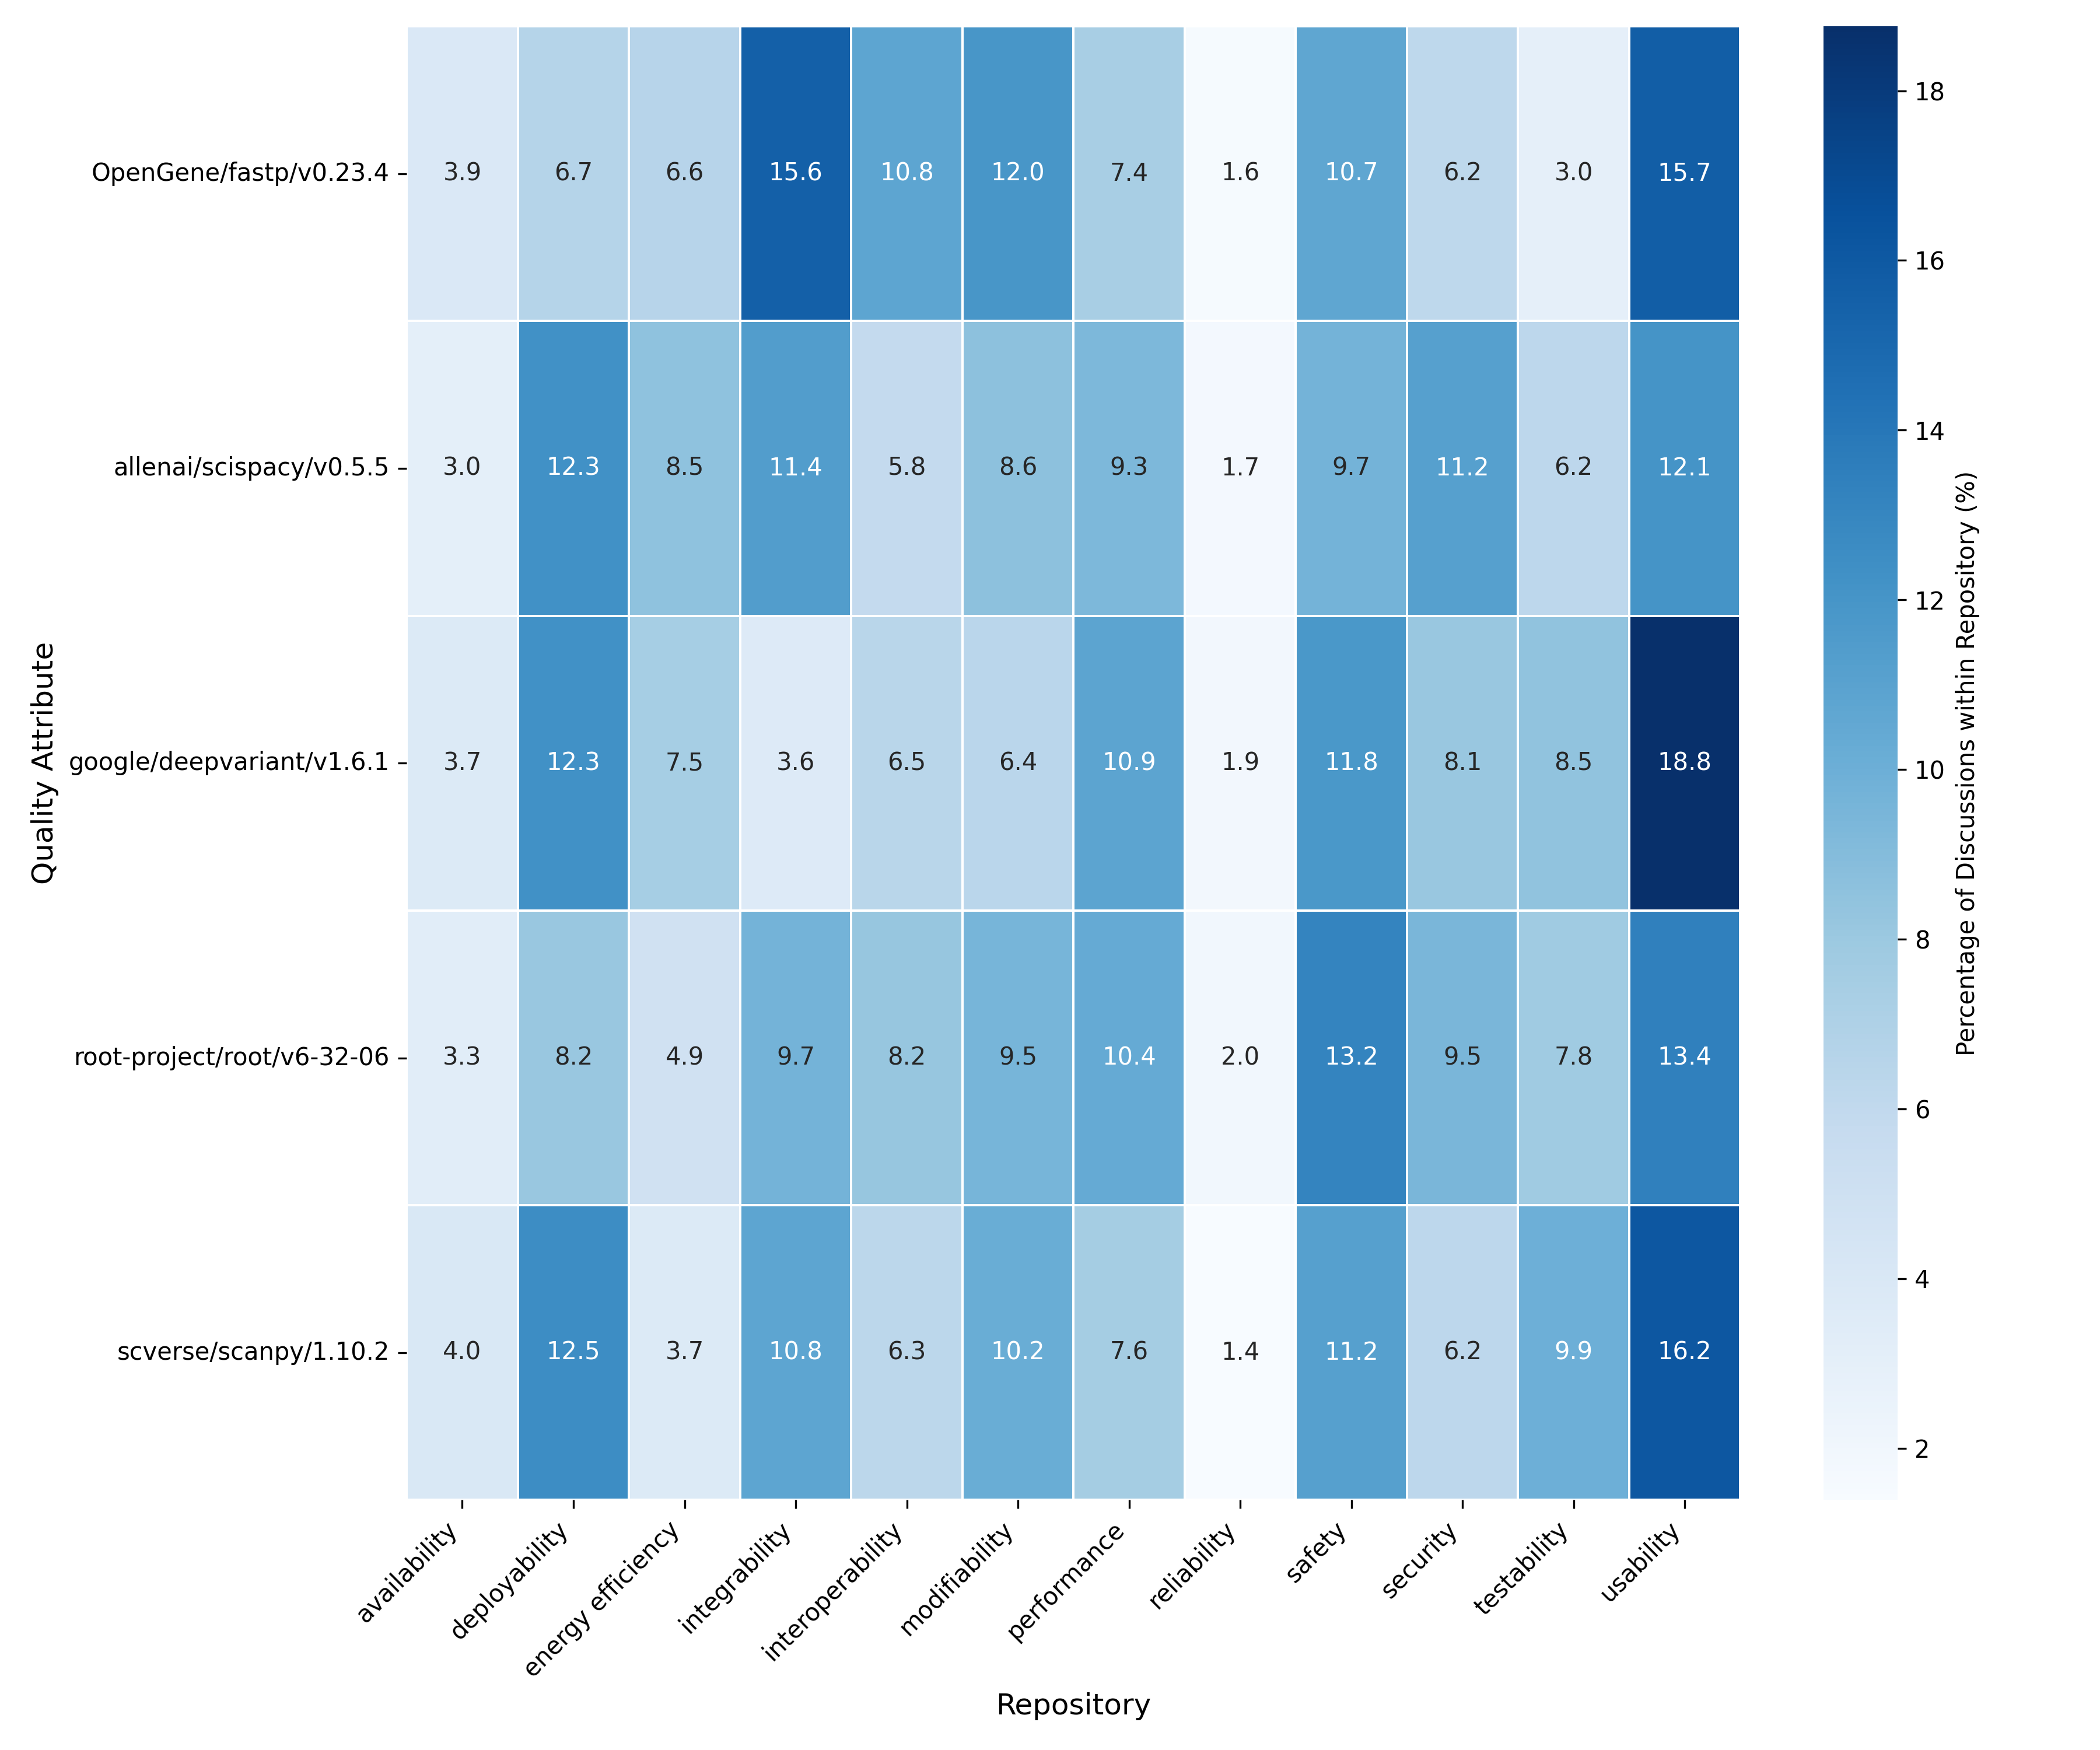 OpenGene/fastp/v0.23.4 3.9 6.7 6.6 15.6 10.8 12.0 7.4 1.6 10.7 6.2 3.0 15.7
allenai/scispacy/v0.5.5 3.0 12.3 8.5 11.4 5.8 8.6 9.3 1.7 9.7 11.2 6.2 12.1
google/deepvariant/v1.6.1 3.7 12.3 7.5 3.6 6.5 6.4 10.9 1.9 11.8 8.1 8.5 18.8
root-project/root/v6-32-06 3.3 8.2 4.9 9.7 8.2 9.5 10.4 2.0 13.2 9.5 7.8 13.4
scverse/scanpy/1.10.2 4.0 12.5 3.7 10.8 6.3 10.2 7.6 1.4 11.2 6.2 9.9 16.2
availability deployability energy efficiency integrability interoperability modifiability performance reliability safety security testability usability
Repository
Quality Attribute
18
16
14
12
10
8
6
4
2
Percentage of Discussions within Repository (%)